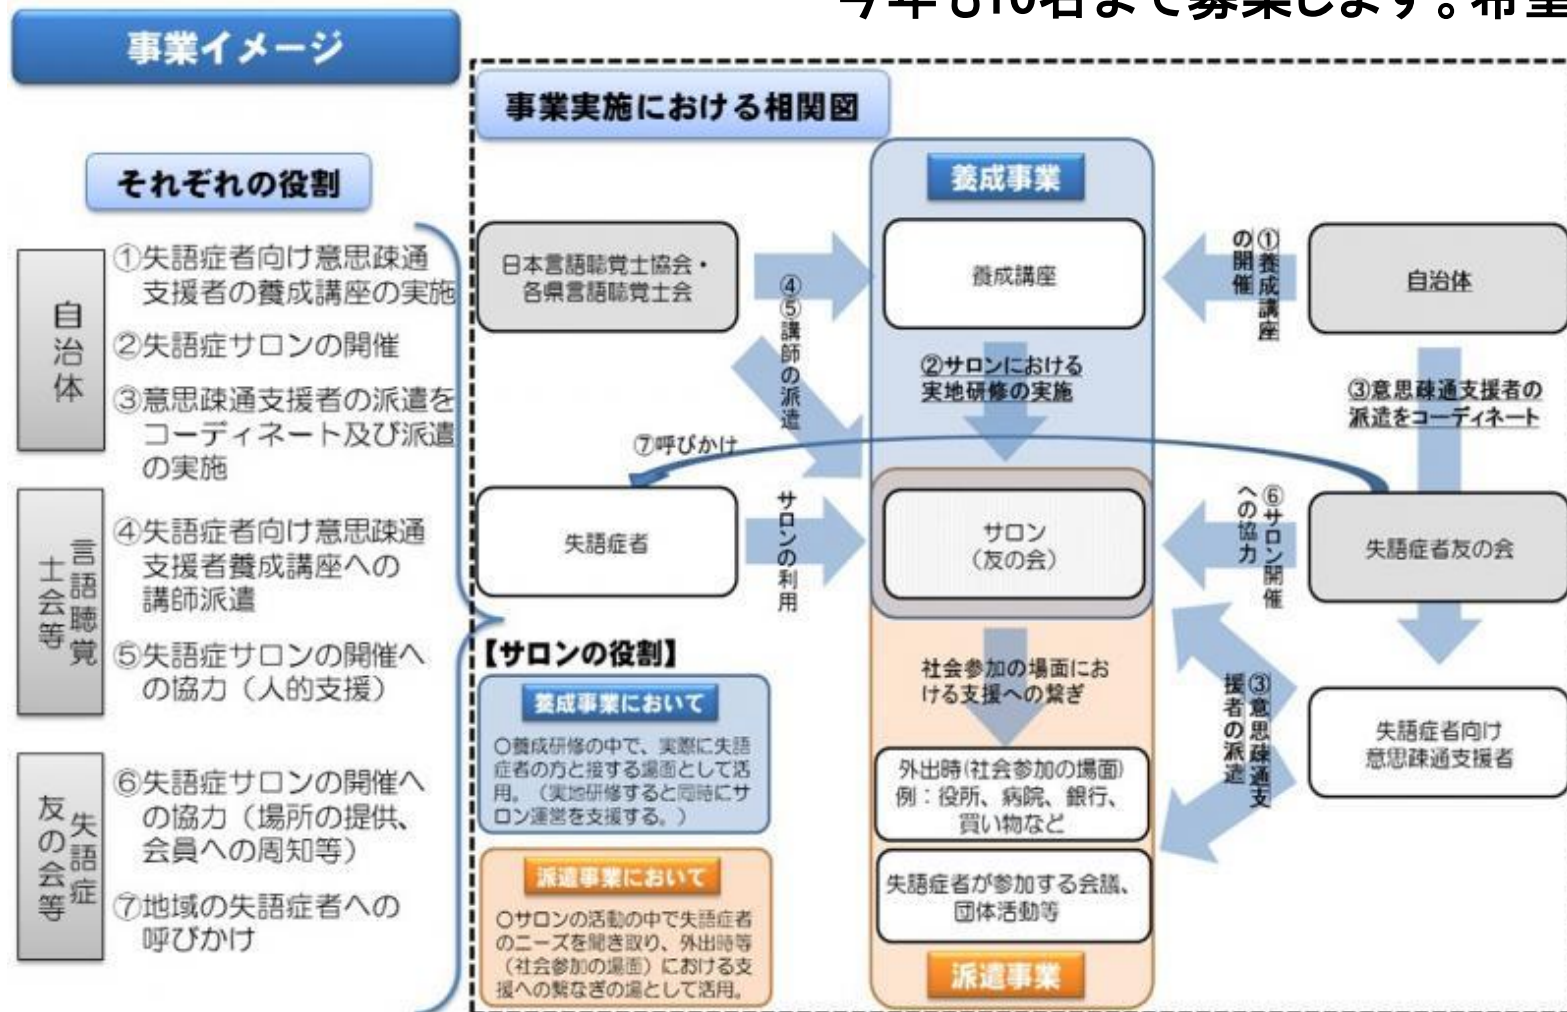 今年も10名まで募集します。希望
事業イメージ
それぞれの役割
自治体
①失語症者向け意思疎通
支援者の養成講座の実施
②失語症サロンの開催
③意思疎通支援者の派遣を
コーディネート及び派遣
の実施
言語聴覚
士会等
④失語症者向け意思疎通
支援者養成講座への
講師派遣
⑤失語症サロンの開催へ
の協力（人的支援）
失語症
友の会等
⑥失語症サロンの開催へ
の協力（場所の提供、
会員への周知等）
⑦地域の失語症者への
呼びかけ
事業実施における相関図
養成事業
日本言語聴覚士協会・
各県言語聴覚士会
④⑤講師の派遣
養成講座
①養成講座
の開催
自治体
②サロンにおける
実地研修の実施
③意思疎通支援者の
派遣をコーディネート
⑦呼びかけ
失語症者
サロンの利用
サロン
（友の会）
⑥サロン開催
への協力
失語症者友の会
社会参加の場面にお
ける支援への繋ぎ
③意思疎通支
援者の派遣
失語症者向け
意思疎通支援者
外出時(社会参加の場面)
例：役所、病院、銀行、
買い物など
失語症者が参加する会議、
団体活動等
派遣事業
【サロンの役割】
養成事業において
○養成研修の中で、実際に失語
症者の方と接する場面として活
用。（実地研修すると同時にサ
ロン運営を支援する。）
派遣事業において
○サロンの活動の中で失語症者
のニーズを聞き取り、外出時等
（社会参加の場面）における支
援への繋なぎの場として活用。